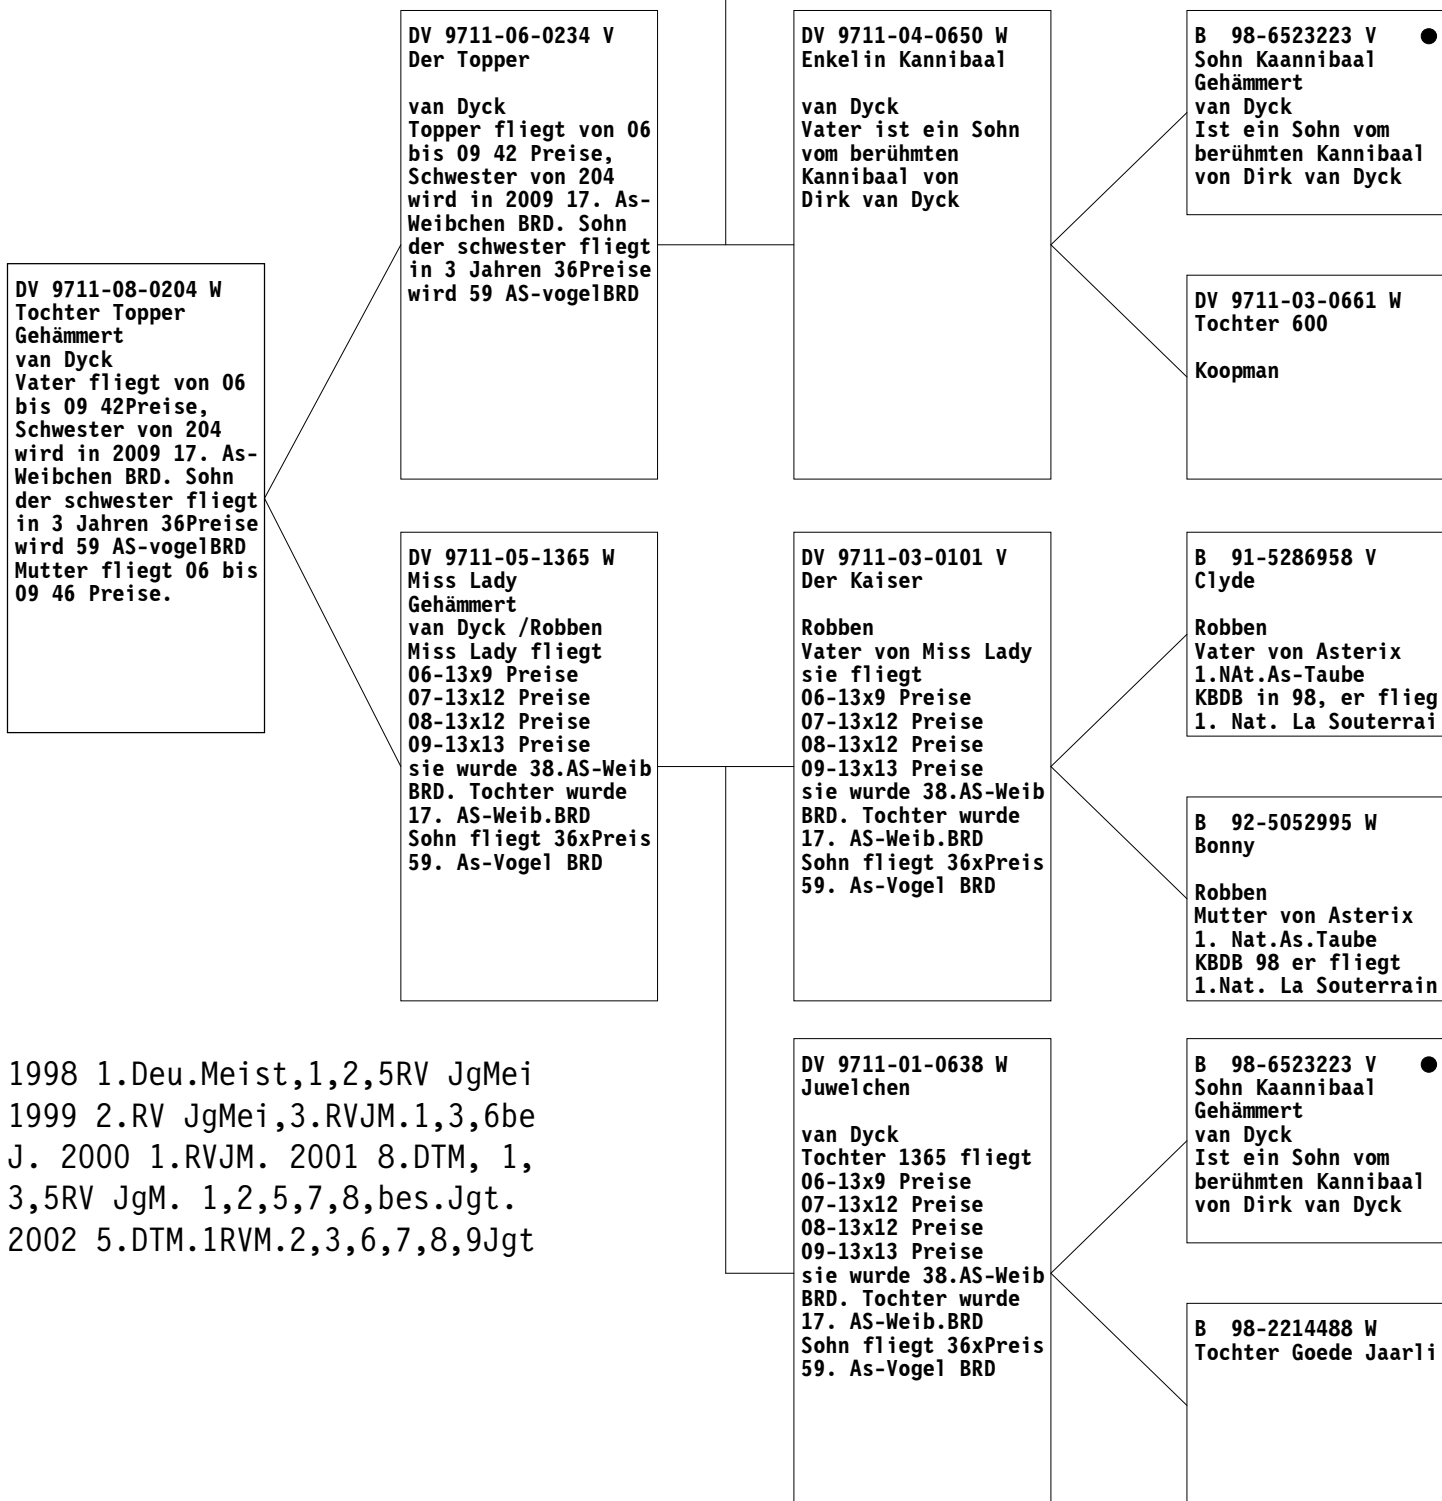 DV 9711-08-0204 W
Tochter Topper
Gehämmert
van Dyck
Vater fliegt von 06
bis 09 42Preise,
Schwester von 204
wird in 2009 17. As-
Weibchen BRD. Sohn
der schwester fliegt
in 3 Jahren 36Preise
wird 59 AS-vogelBRD
Mutter fliegt 06 bis
09 46 Preise.
DV 9711-06-0234 V
Der Topper
van Dyck
Topper fliegt von 06
bis 09 42 Preise,
Schwester von 204
wird in 2009 17. As-
Weibchen BRD. Sohn
der schwester fliegt
in 3 Jahren 36Preise
wird 59 AS-vogelBRD
DV 9711-05-1365 W
Miss Lady
Gehämmert
van Dyck /Robben
Miss Lady fliegt
06-13x9 Preise
07-13x12 Preise
08-13x12 Preise
09-13x13 Preise
sie wurde 38.AS-Weib
BRD. Tochter wurde
17. AS-Weib.BRD
Sohn fliegt 36xPreis
59. As-Vogel BRD
DV 9711-04-0650 W
Enkelin Kannibaal
van Dyck
Vater ist ein Sohn
vom berühmten
Kannibaal von
Dirk van Dyck
DV 9711-03-0101 V
Der Kaiser
Robben
Vater von Miss Lady
sie fliegt
06-13x9 Preise
07-13x12 Preise
08-13x12 Preise
09-13x13 Preise
sie wurde 38.AS-Weib
BRD. Tochter wurde
17. AS-Weib.BRD
Sohn fliegt 36xPreis
59. As-Vogel BRD
DV 9711-01-0638 W
Juwelchen
van Dyck
Tochter 1365 fliegt
06-13x9 Preise
07-13x12 Preise
08-13x12 Preise
09-13x13 Preise
sie wurde 38.AS-Weib
BRD. Tochter wurde
17. AS-Weib.BRD
Sohn fliegt 36xPreis
59. As-Vogel BRD
B 98-6523223 V ●
Sohn Kaannibaal
Gehämmert
van Dyck
Ist ein Sohn vom
berühmten Kannibaal
von Dirk van Dyck
DV 9711-03-0661 W
Tochter 600
Koopman
B 91-5286958 V
Clyde
Robben
Vater von Asterix
1.NAt.As-Taube
KBDB in 98, er flieg
1. Nat. La Souterrai
B 92-5052995 W
Bonny
Robben
Mutter von Asterix
1. Nat.As.Taube
KBDB 98 er fliegt
1.Nat. La Souterrain
B 98-6523223 V ●
Sohn Kaannibaal
Gehämmert
van Dyck
Ist ein Sohn vom
berühmten Kannibaal
von Dirk van Dyck
B 98-2214488 W
Tochter Goede Jaarli
1998 1.Deu.Meist,1,2,5RV JgMei
1999 2.RV JgMei,3.RVJM.1,3,6be
J. 2000 1.RVJM. 2001 8.DTM, 1,
3,5RV JgM. 1,2,5,7,8,bes.Jgt.
2002 5.DTM.1RVM.2,3,6,7,8,9Jgt